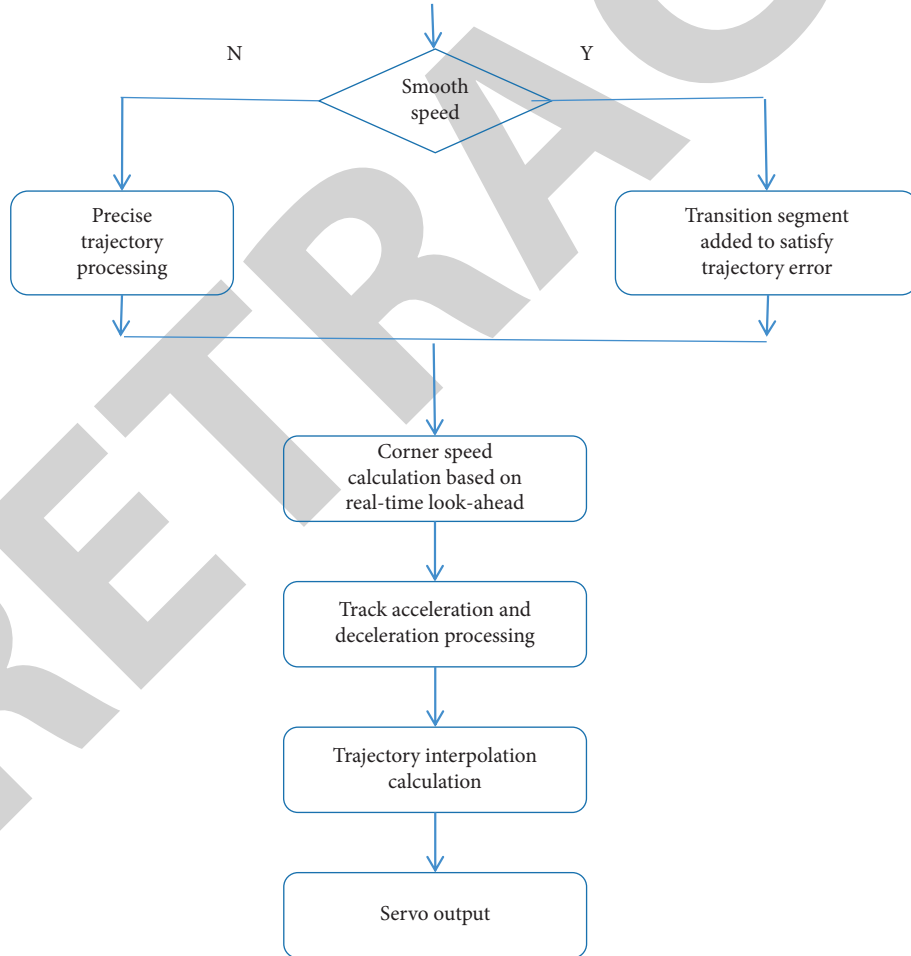 N
Y
Smooth
speed
Precise
trajectory
processing
Transition segment
added to satisfy
trajectory error
Corner speed
calculation based on
real-time look-ahead
Track acceleration and
deceleration processing
Trajectory interpolation
calculation
Servo output
RETRAC